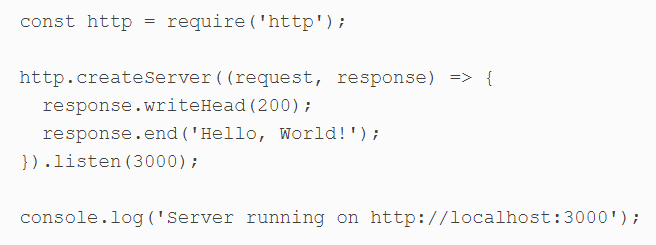 const http = require('http');

http.createServer((request, response) => {
  response.writeHead(200);
  response.end('Hello, World!');
}).listen(3000);

console.log('Server running on http://localhost:3000');